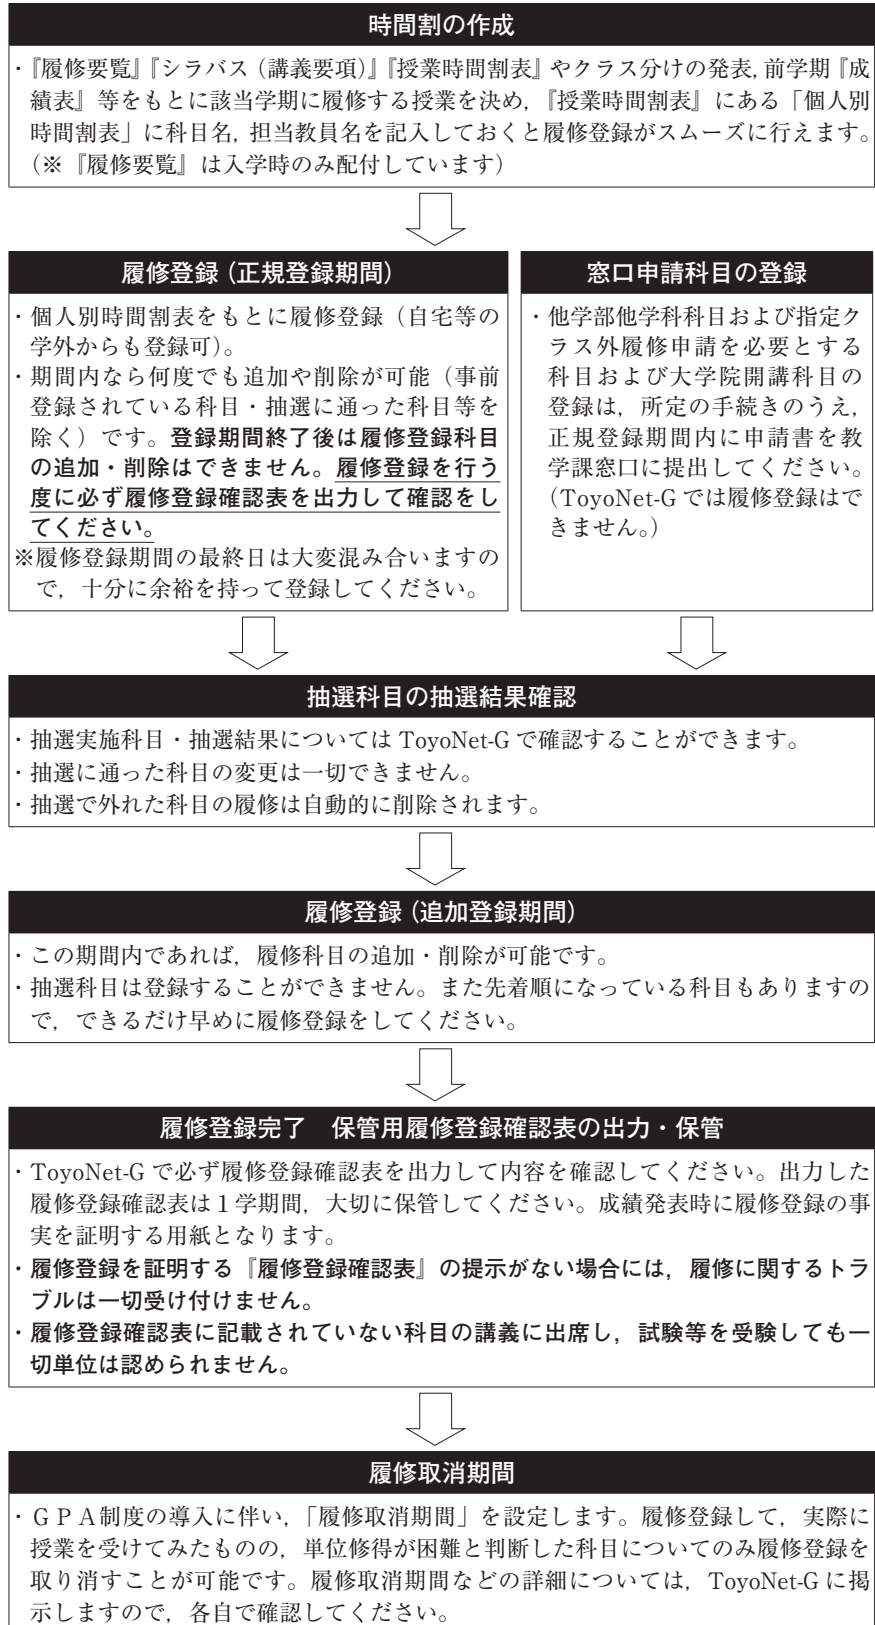 時間割の作成
・『履修要覧』『シラバス（講義要項）』『授業時間割表』やクラス分けの発表，前学期『成
績表』等をもとに該当学期に履修する授業を決め，『授業時間割表』にある「個人別
時間割表」に科目名，担当教員名を記入しておくと履修登録がスムーズに行えます。
（※『履修要覧』は入学時のみ配付しています）
履修登録（正規登録期間）
・個人別時間割表をもとに履修登録（自宅等の
学外からも登録可）。
・期間内なら何度でも追加や削除が可能（事前
登録されている科目・抽選に通った科目等を
除く）です。登録期間終了後は履修登録科目
の追加・削除はできません。履修登録を行う
度に必ず履修登録確認表を出力して確認をし
てください。
※履修登録期間の最終日は大変混み合いますの
で，十分に余裕を持って登録してください。
窓口申請科目の登録
・他学部他学科科目および指定ク
ラス外履修申請を必要とする
科目および大学院開講科目の
登録は，所定の手続きのうえ，
正規登録期間内に申請書を教
学課窓口に提出してください。
（ToyoNet-G では履修登録はで
きません。）
抽選科目の抽選結果確認
・抽選実施科目・抽選結果については ToyoNet-G で確認することができます。
・抽選に通った科目の変更は一切できません。
・抽選で外れた科目の履修は自動的に削除されます。
履修登録（追加登録期間）
・この期間内であれば，履修科目の追加・削除が可能です。
・抽選科目は登録することができません。また先着順になっている科目もありますの
で，できるだけ早めに履修登録をしてください。
履修登録完了　保管用履修登録確認表の出力・保管
・ToyoNet-G で必ず履修登録確認表を出力して内容を確認してください。出力した
履修登録確認表は１学期間，大切に保管してください。成績発表時に履修登録の事
実を証明する用紙となります。
・履修登録を証明する『履修登録確認表』の提示がない場合には，履修に関するトラ
ブルは一切受け付けません。
・履修登録確認表に記載されていない科目の講義に出席し，試験等を受験しても一
切単位は認められません。
履修取消期間
・ＧＰＡ制度の導入に伴い，「履修取消期間」を設定します。履修登録して，実際に
授業を受けてみたものの，単位修得が困難と判断した科目についてのみ履修登録を
取り消すことが可能です。履修取消期間などの詳細については，ToyoNet-G に掲
示しますので，各自で確認してください。